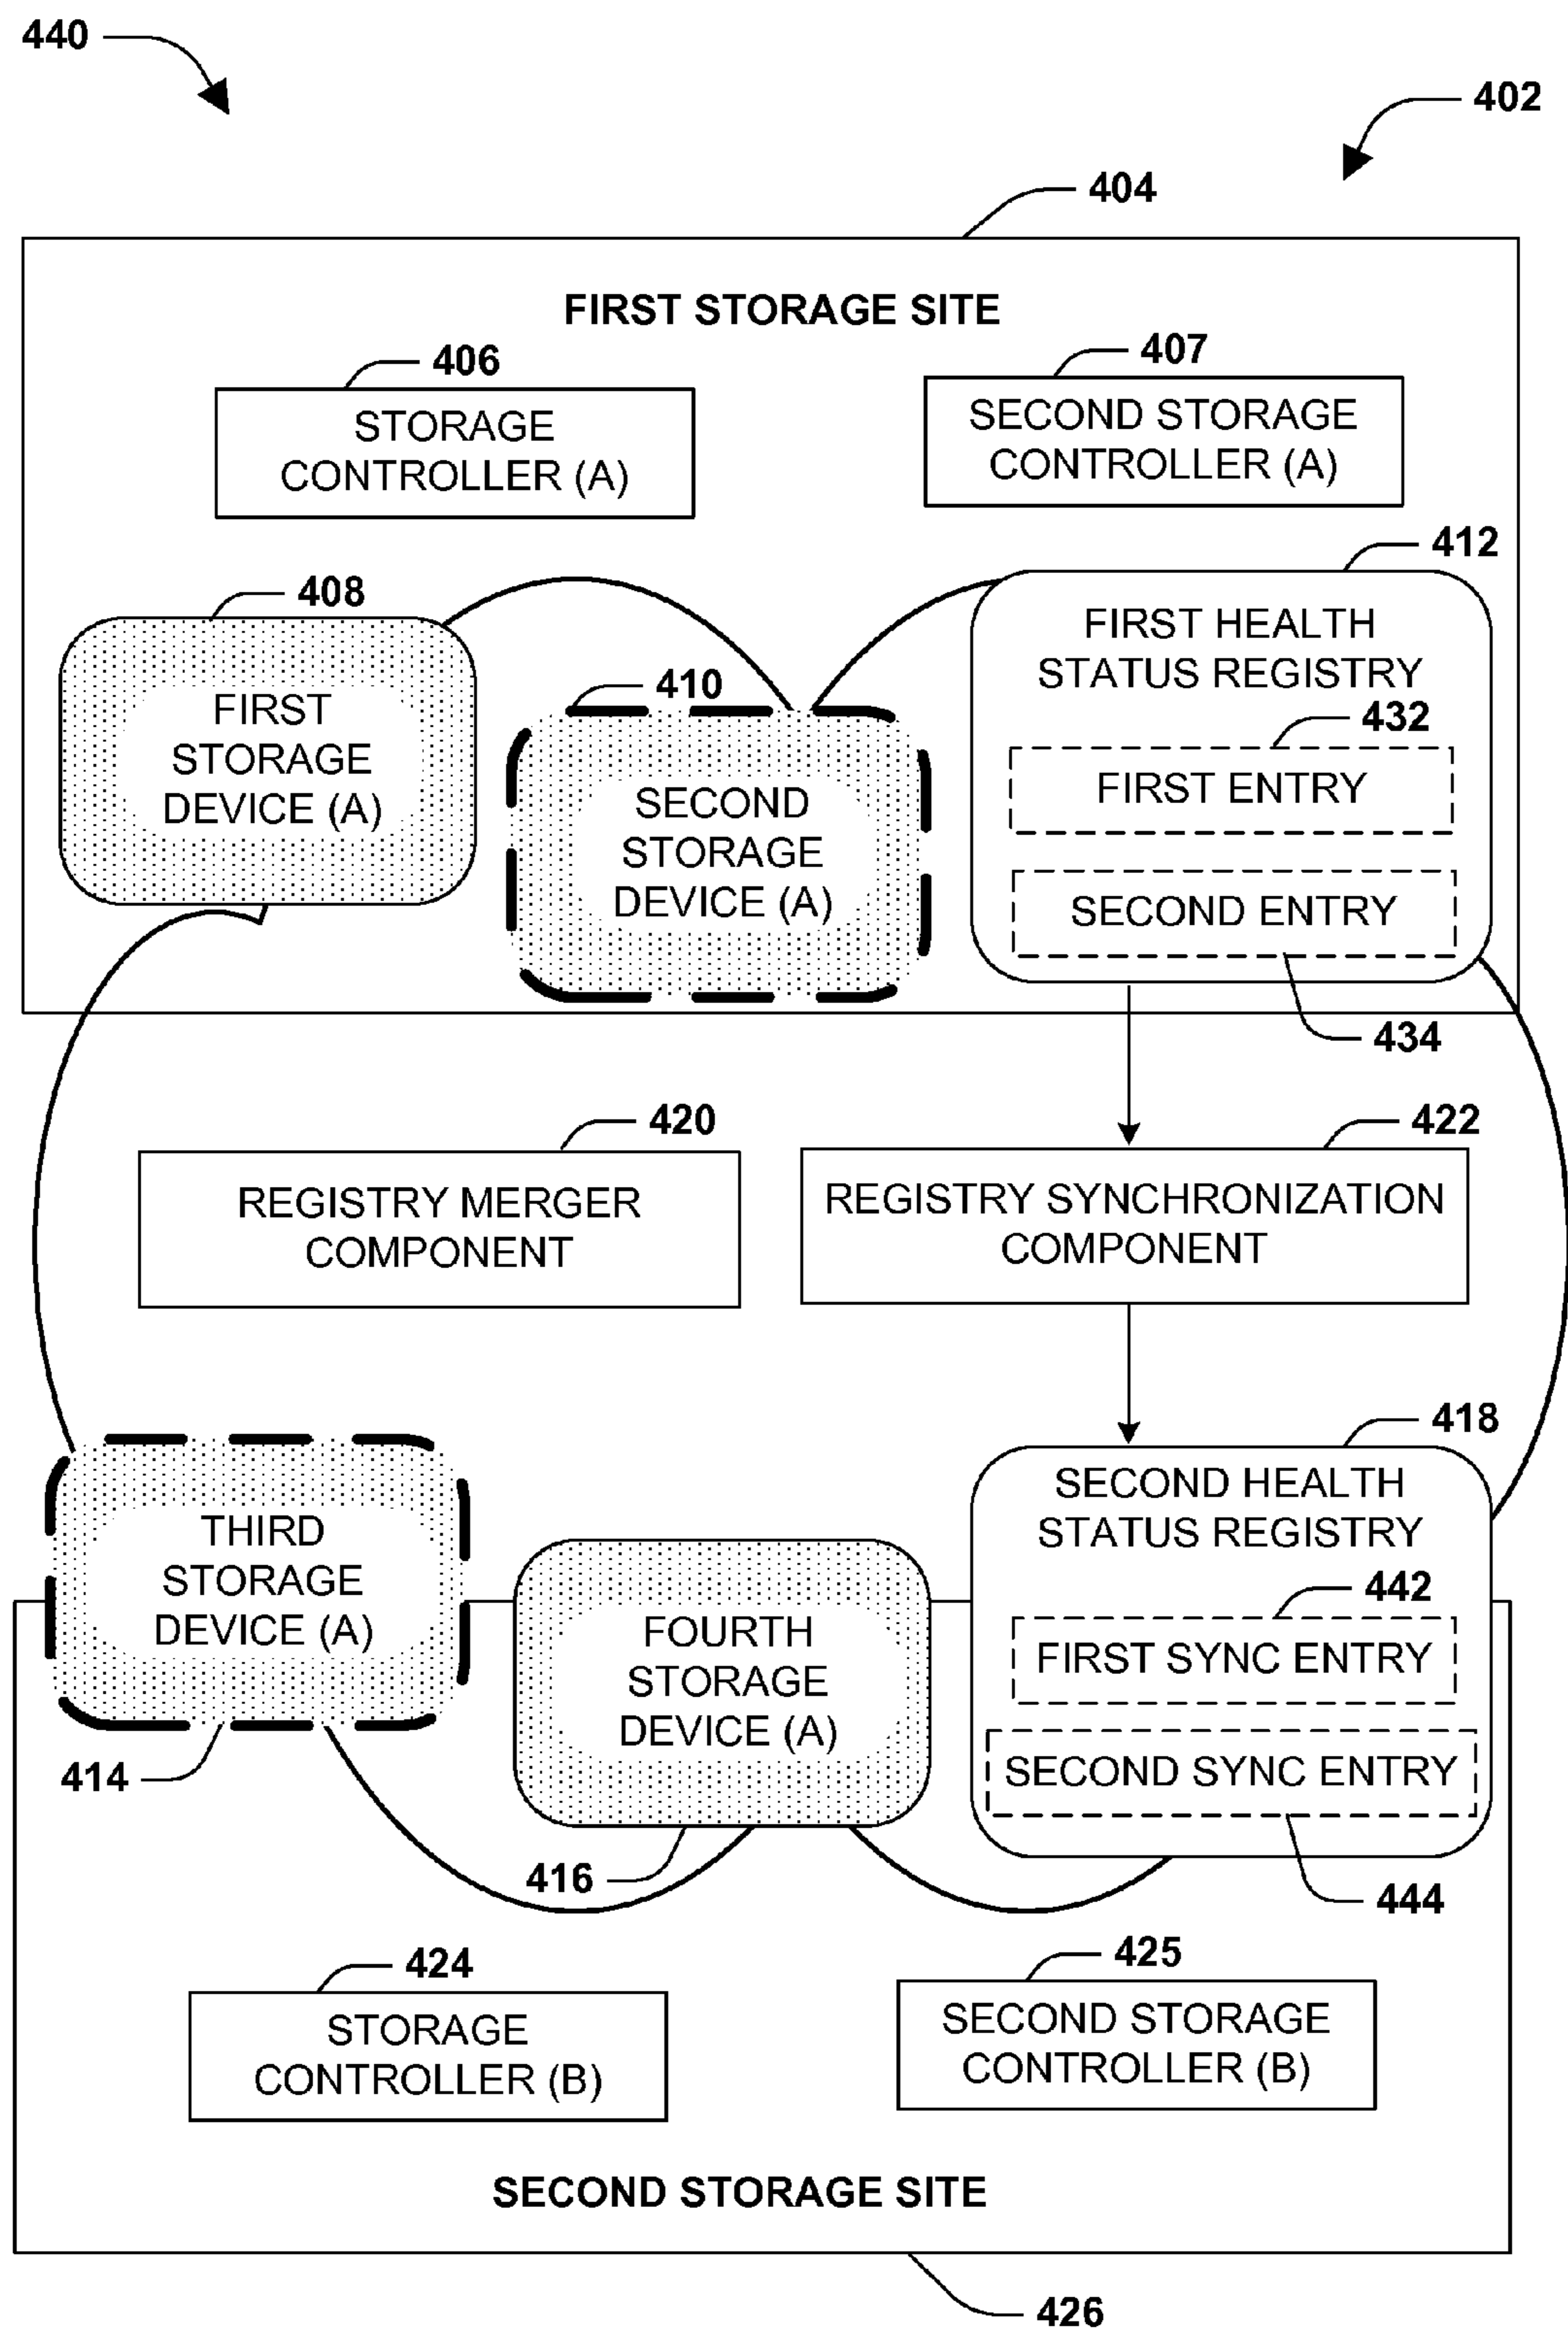 440
402
404
FIRST STORAGE SITE
406
407
STORAGE
CONTROLLER (A)
SECOND STORAGE
CONTROLLER (A)
412
408
FIRST HEALTH
STATUS REGISTRY
410
FIRST
STORAGE
DEVICE (A)
432
FIRST ENTRY
SECOND
STORAGE
DEVICE (A)
SECOND ENTRY
434
420
422
REGISTRY MERGER
COMPONENT
REGISTRY SYNCHRONIZATION
COMPONENT
418
SECOND HEALTH
STATUS REGISTRY
THIRD
STORAGE
DEVICE (A)
442
FOURTH
STORAGE
DEVICE (A)
FIRST SYNC ENTRY
SECOND SYNC ENTRY
414
416
444
424
425
STORAGE
CONTROLLER (B)
SECOND STORAGE
CONTROLLER (B)
SECOND STORAGE SITE
426